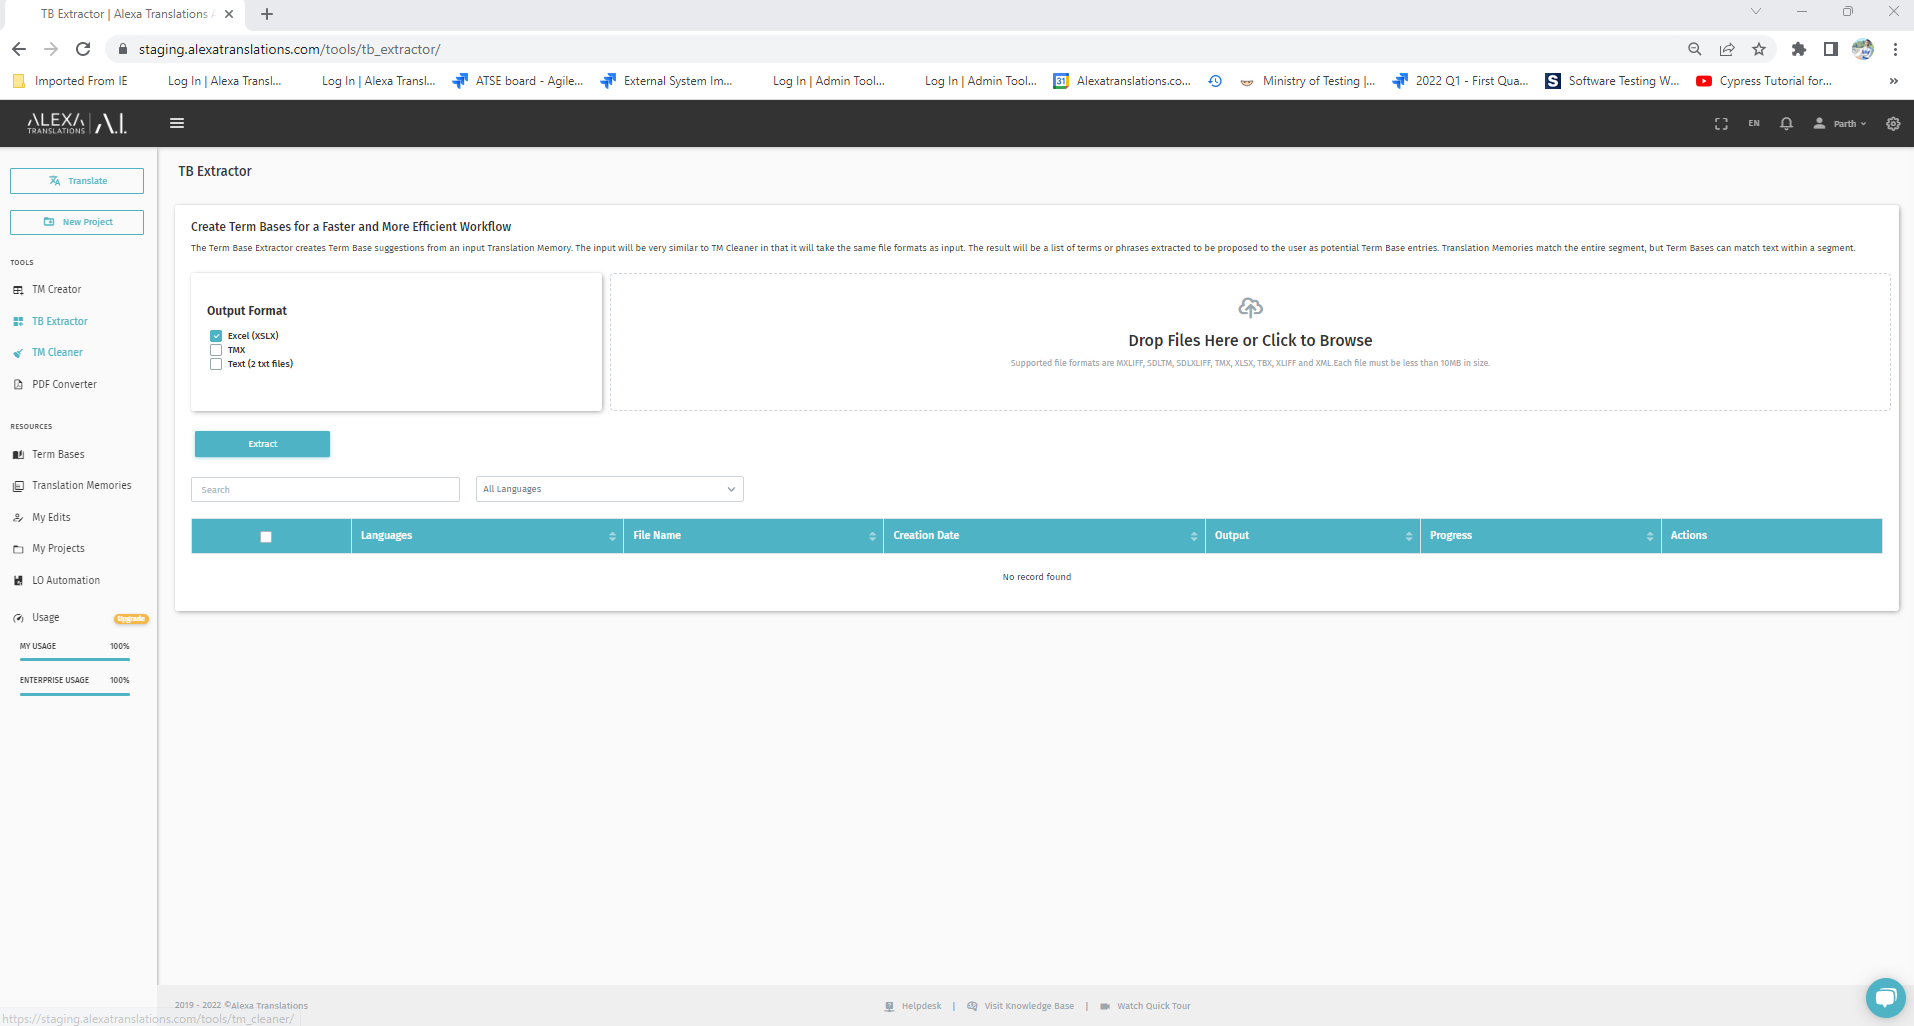 TB Extractor | Alexa Translations
staging.alexatranslations.com/tools/tb_extractor/
Imported From IE
Log In | Alexa Transl...
Log In | Alexa Transl...
ATSE board - Agile...
External System Im...
Log In | Admin Tool...
Log In | Admin Tool...
31
Alexatranslations.co...
Ministry of Testing |...
2022 Q1 - First Qua...
S
Software Testing W...
Cypress Tutorial for...
»
ALEXA TRANSLATIONS | A.I.
EN
Parth
Translate
New Project
TOOLS
TM Creator
TB Extractor
TM Cleaner
PDF Converter
RESOURCES
Term Bases
Translation Memories
My Edits
My Projects
LO Automation
Usage
Upgrade
MY USAGE 100%
ENTERPRISE USAGE 100%
TB Extractor
Create Term Bases for a Faster and More Efficient Workflow
The Term Base Extractor creates Term Base suggestions from an input Translation Memory. The input will be very similar to TM Cleaner in that it will take the same file formats as input. The result will be a list of terms or phrases extracted to be proposed to the user as potential Term Base entries. Translation Memories match the entire segment, but Term Bases can match text within a segment.
Output Format
Excel (XSLX)
TMX
Text (2 txt files)
Drop Files Here or Click to Browse
Supported file formats are MXLIFF, SDLTM, SDLXLIFF, TMX, XLSX, TBX, XLIFF and XML.Each file must be less than 10MB in size.
Extract
Search
All Languages
Languages
File Name
Creation Date
Output
Progress
Actions
No record found
2019 - 2022 ©Alexa Translations
Helpdesk | Visit Knowledge Base | Watch Quick Tour
https://staging.alexatranslations.com/tools/tm_cleaner/